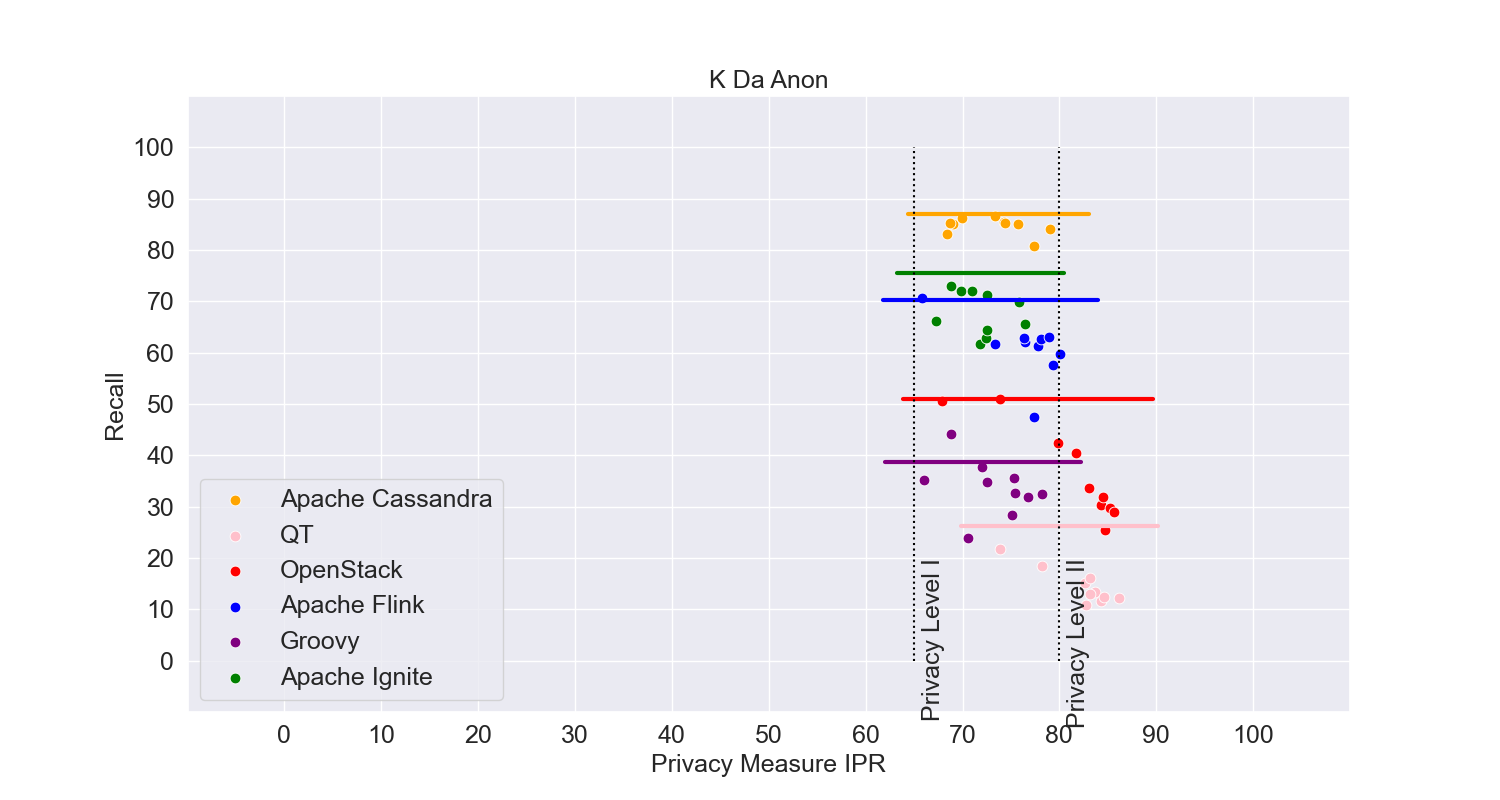 K Da Anon
100
90
80
70
60
50
40
30
20
10
0
Recall
Apache Cassandra
QT
OpenStack
Apache Flink
Groovy
Apache Ignite
Privacy Level I
Privacy Level II
0 10 20 30 40 50 60 70 80 90 100
Privacy Measure IPR